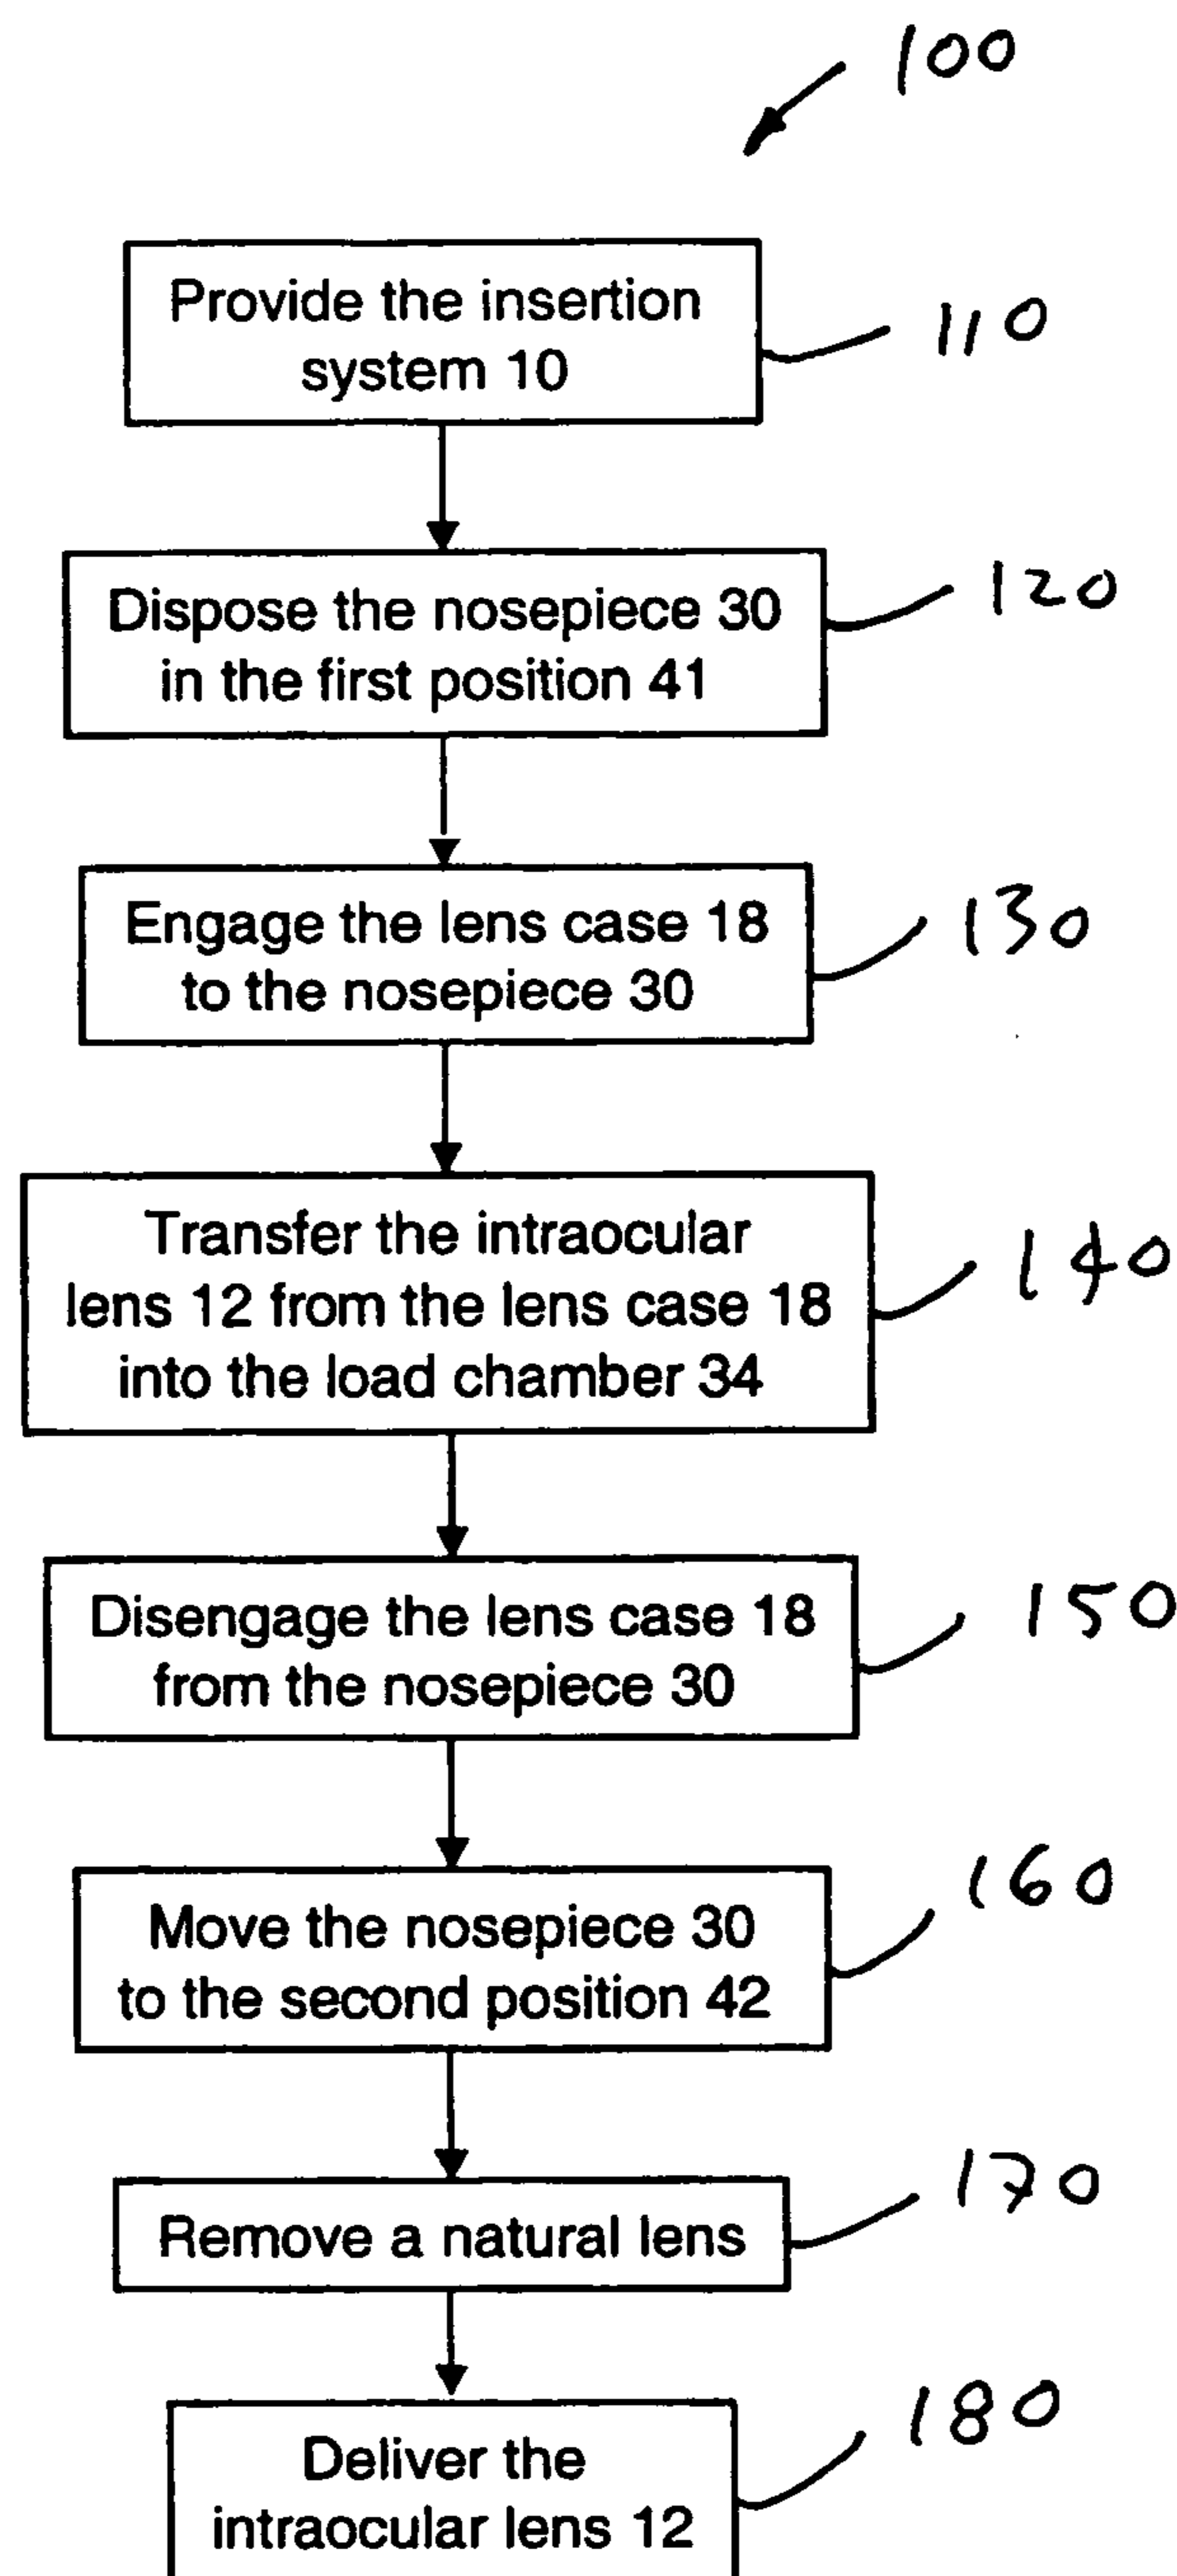 100
Provide the insertion
system 10
110
Dispose the nosepiece 30
in the first position 41
120
Engage the lens case 18
to the nosepiece 30
130
Transfer the intraocular
lens 12 from the lens case 18
into the load chamber 34
140
Disengage the lens case 18
from the nosepiece 30
150
Move the nosepiece 30
to the second position 42
160
Remove a natural lens
170
Deliver the
intraocular lens 12
180